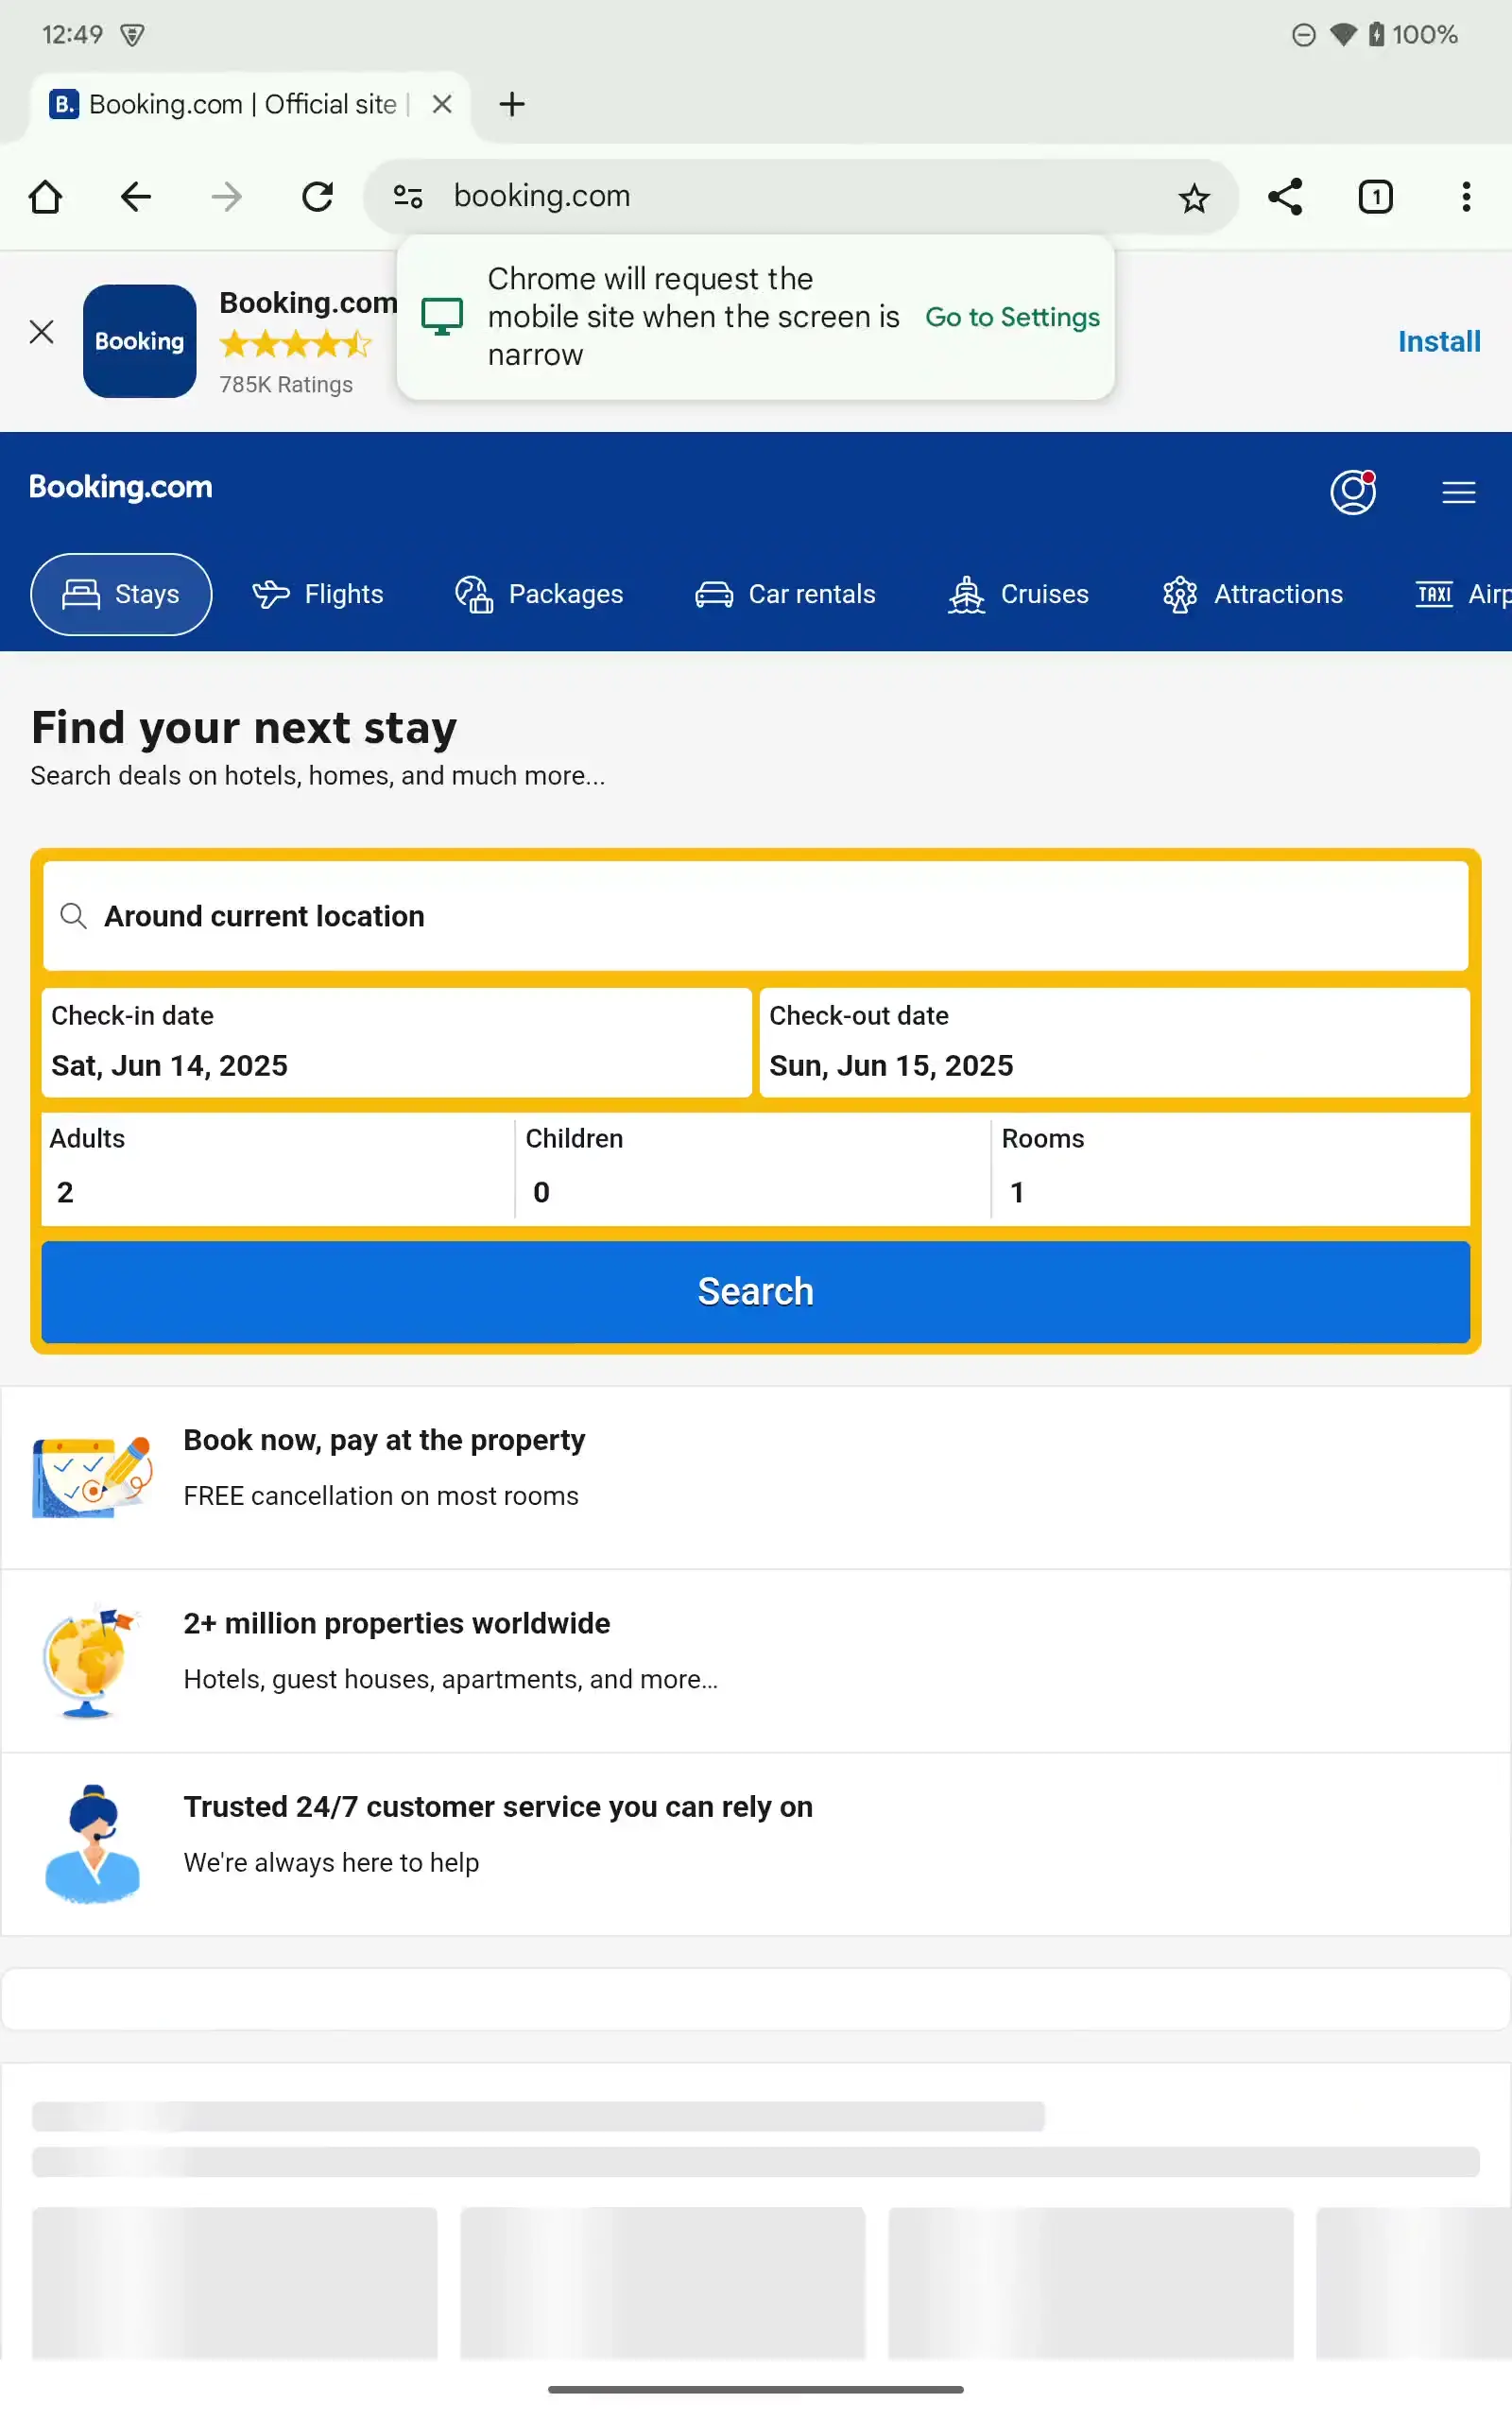 12:49
100%
B. Booking.com | Official site |
booking.com
1
Chrome will request the
mobile site when the screen is
narrow
Go to Settings
Booking
Booking.com
785K Ratings
Install
Booking.com
Stays
Flights
Packages
Car rentals
Cruises
Attractions
TAXI Airp
Find your next stay
Search deals on hotels, homes, and much more...
Around current location
Check-in date
Sat, Jun 14, 2025
Check-out date
Sun, Jun 15, 2025
Adults
2
Children
0
Rooms
1
Search
Book now, pay at the property
FREE cancellation on most rooms
2+ million properties worldwide
Hotels, guest houses, apartments, and more…
Trusted 24/7 customer service you can rely on
We're always here to help